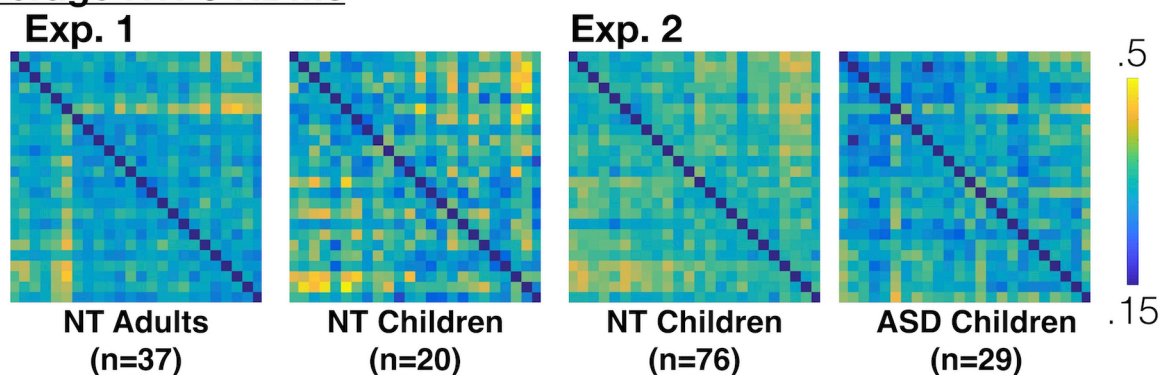 Exp. 1
Exp. 2
.5
.15
NT Adults
(n=37)
NT Children
(n=20)
NT Children
(n=76)
ASD Children
(n=29)